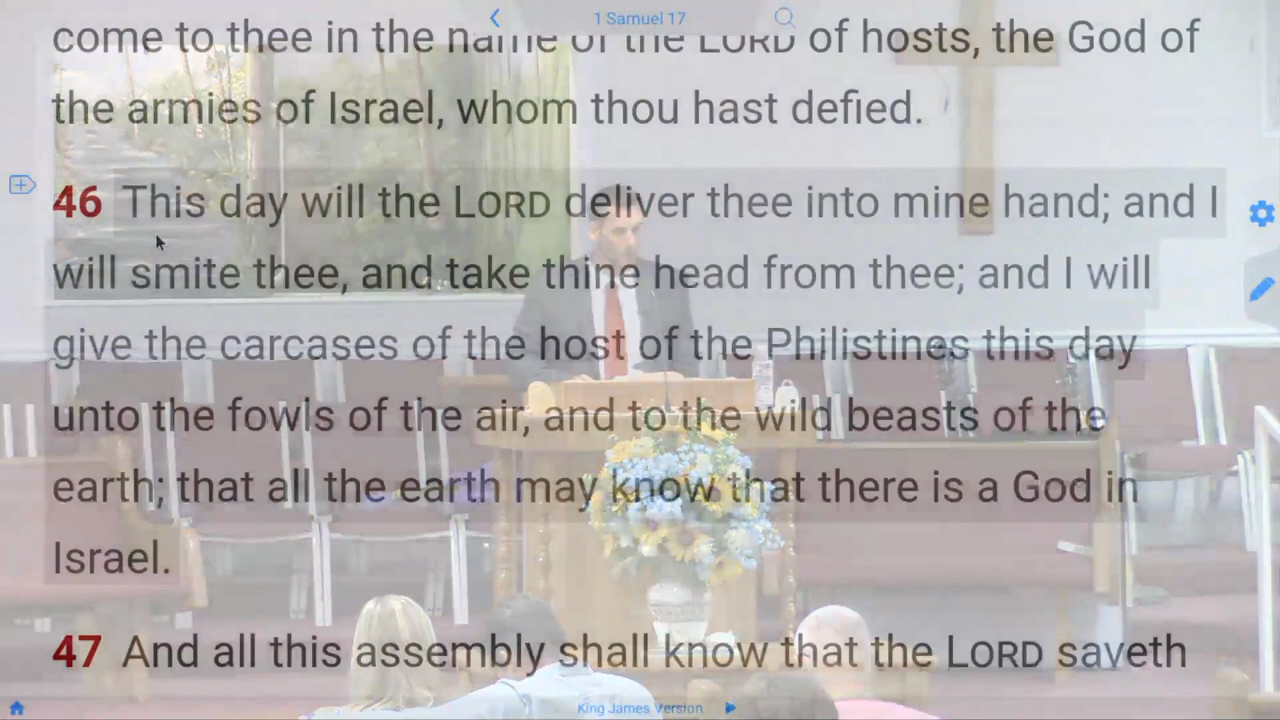 1 Samuel 17
come to thee in the name of the LORD of hosts, the God of
the armies of Israel, whom thou hast defied.
46 This day will the LORD deliver thee into mine hand; and I
will smite thee, and take thine head from thee; and I will
give the carcases of the host of the Philistines this day
unto the fowls of the air, and to the wild beasts of the
earth; that all the earth may know that there is a God in
Israel.
47 And all this assembly shall know that the LORD saveth
King James Version